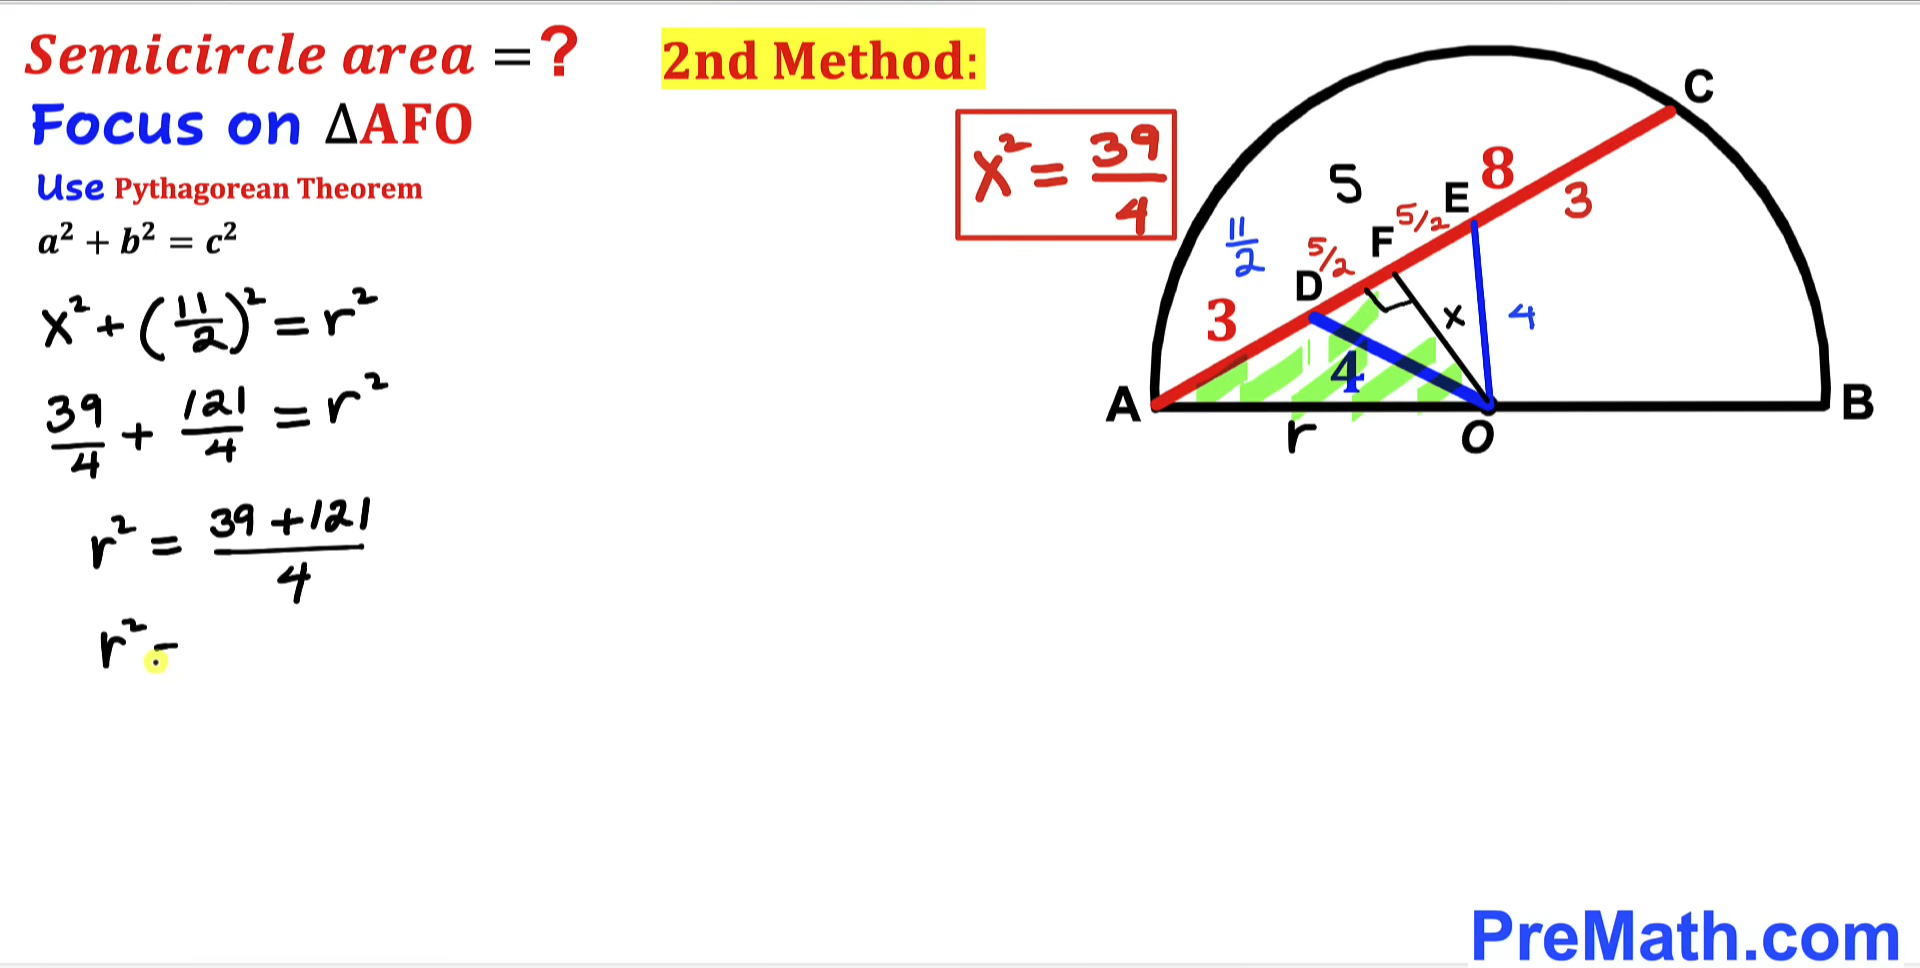 Semicircle area = ?
Focus on ΔAFO
Use Pythagorean Theorem
a² + b² = c²
x² + (11/2)² = r²
39/4 + 121/4 = r²
r² = (39 + 121)/4
r² -
2nd Method:
x² = 39/4
C
8
5
E
3
5/2
11/2
F
5/2
D
3
x
4
4
A
B
r
O
PreMath.com